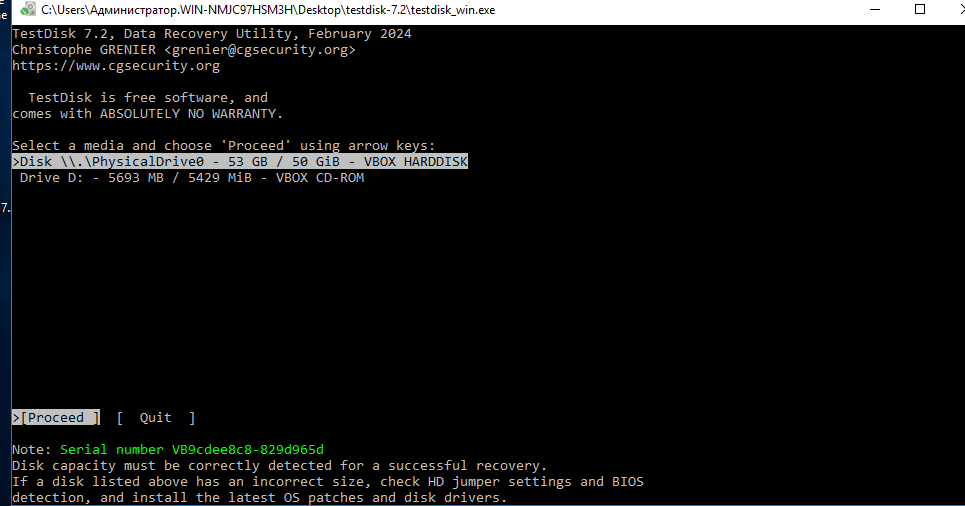 C:\Users\Администратор.WIN-NMJC97HSM3H\Desktop\testdisk-7.2\testdisk_win.exe
TestDisk 7.2, Data Recovery Utility, February 2024
Christophe GRENIER <grenier@cgsecurity.org>
https://www.cgsecurity.org
TestDisk is free software, and
comes with ABSOLUTELY NO WARRANTY.
Select a media and choose 'Proceed' using arrow keys:
>Disk \\.\PhysicalDrive0 - 53 GB / 50 GiB - VBOX HARDDISK
Drive D: - 5693 MB / 5429 MiB - VBOX CD-ROM
7.
>[Proceed ]  [  Quit  ]
Note: Serial number VB9cdee8c8-829d965d
Disk capacity must be correctly detected for a successful recovery.
If a disk listed above has an incorrect size, check HD jumper settings and BIOS
detection, and install the latest OS patches and disk drivers.